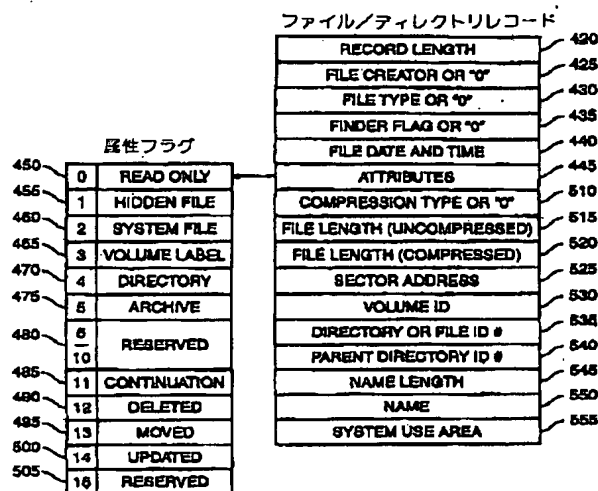 ファイル/ディレクトリレコード
RECORD LENGTH 420
FILE CREATOR OR "0" 425
FILE TYPE OR "0" 430
FINDER FLAG OR "0" 435
FILE DATE AND TIME 440
ATTRIBUTES 445
COMPRESSION TYPE OR "0" 510
FILE LENGTH (UNCOMPRESSED) 515
FILE LENGTH (COMPRESSED) 520
SECTOR ADDRESS 525
VOLUME ID 530
DIRECTORY OR FILE ID # 535
PARENT DIRECTORY ID # 540
NAME LENGTH 545
NAME 550
SYSTEM USE AREA 555
属性フラグ
450 0 READ ONLY
455 1 HIDDEN FILE
460 2 SYSTEM FILE
465 3 VOLUME LABEL
470 4 DIRECTORY
475 5 ARCHIVE
480 6 – 10 RESERVED
485 11 CONTINUATION
490 12 DELETED
495 13 MOVED
500 14 UPDATED
505 15 RESERVED